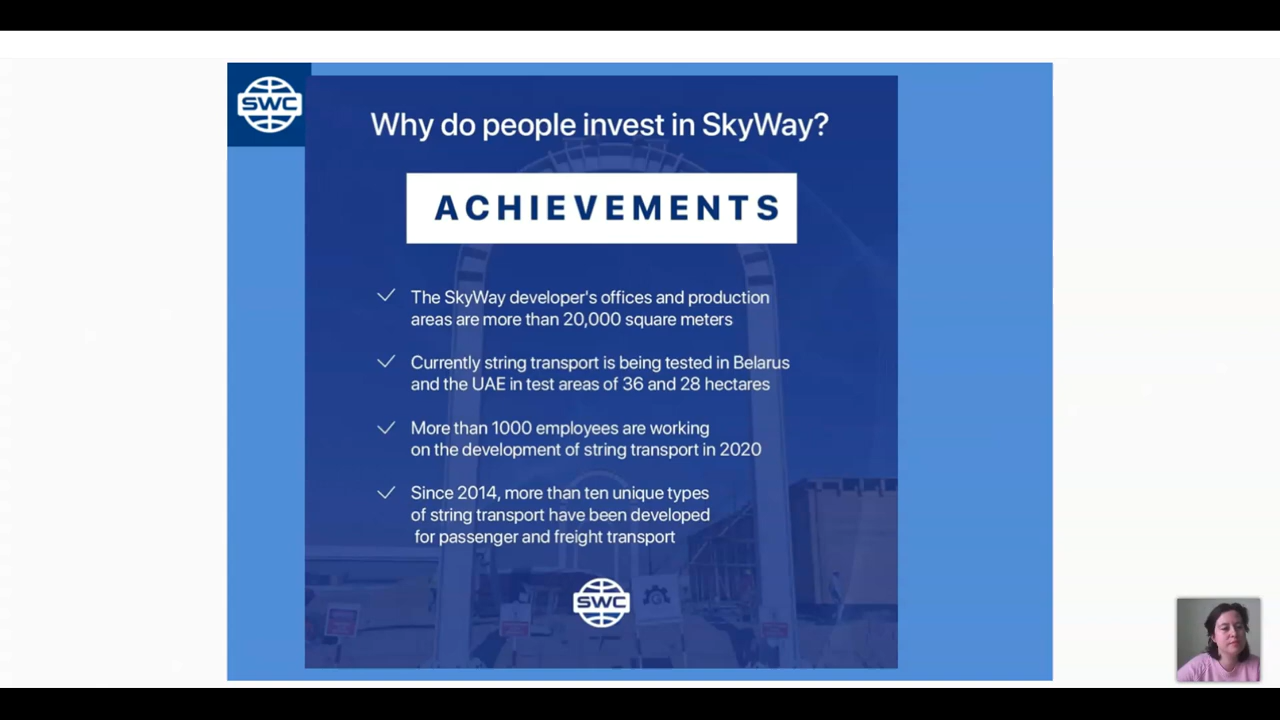 SWC
Why do people invest in SkyWay?
ACHIEVEMENTS
The SkyWay developer's offices and production
areas are more than 20,000 square meters
Currently string transport is being tested in Belarus
and the UAE in test areas of 36 and 28 hectares
More than 1000 employees are working
on the development of string transport in 2020
Since 2014, more than ten unique types
of string transport have been developed
for passenger and freight transport
SWC